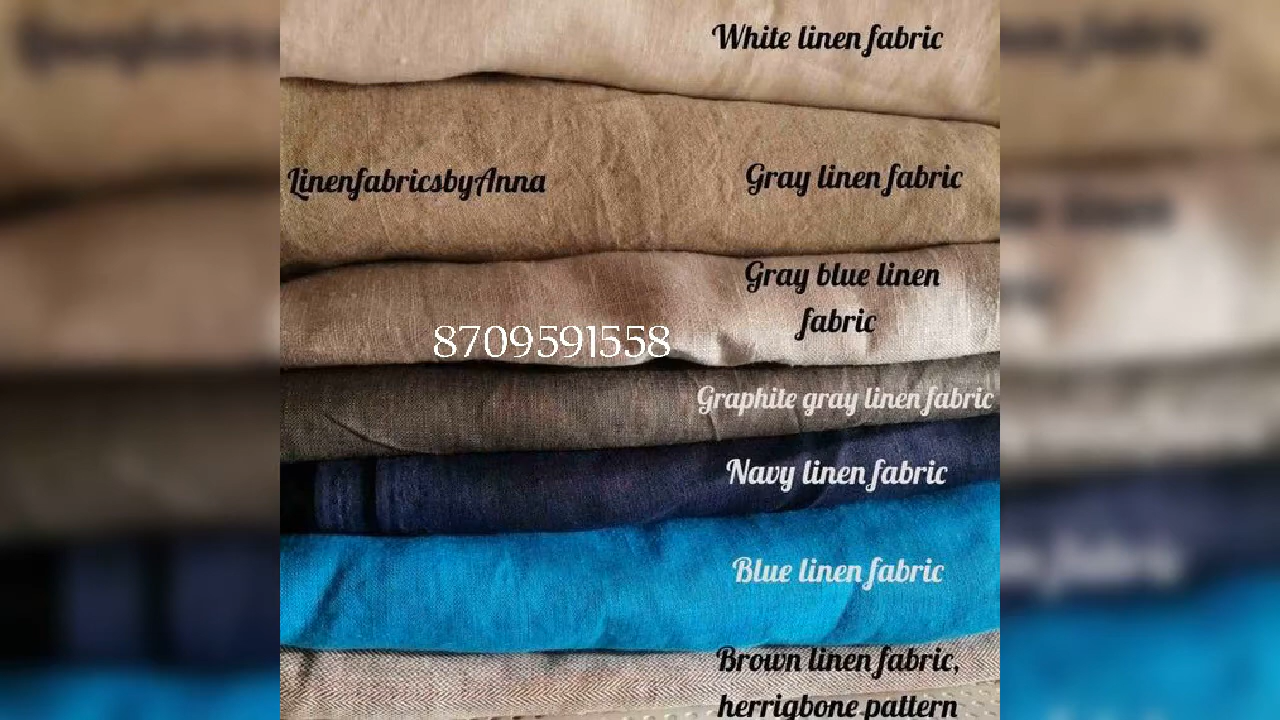 White linen fabric
LinenfabricsbyAnna
Gray linen fabric
Gray blue linen
fabric
8709591558
Graphite gray linen fabric
Navy linen fabric
Blue linen fabric
Brown linen fabric,
herrigbone pattern